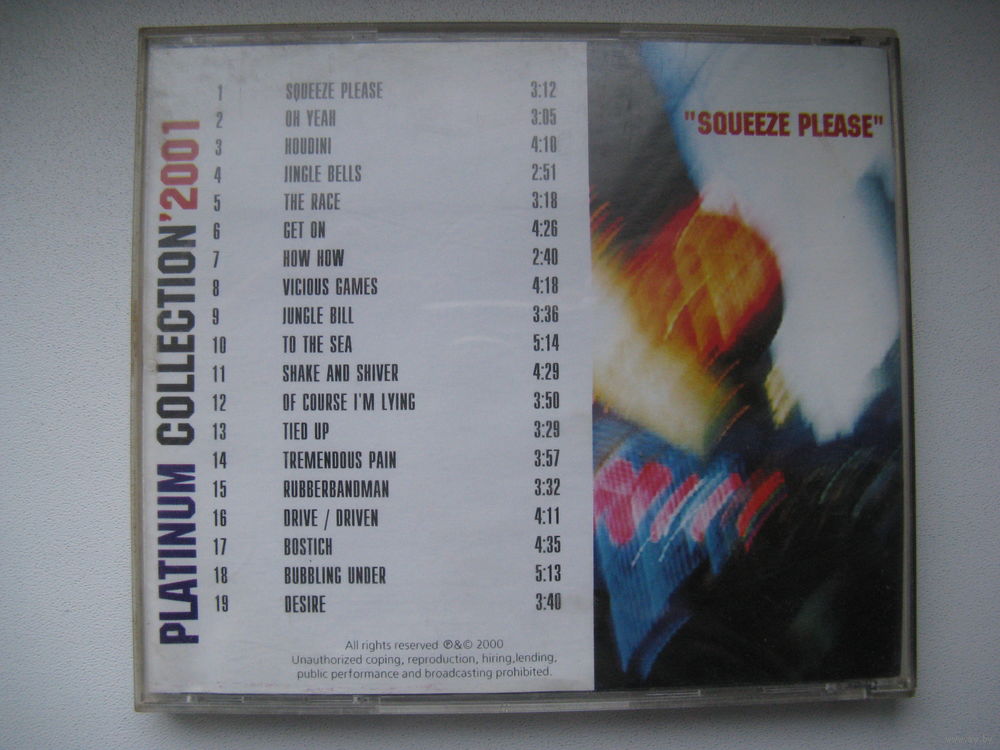 PLATINUM COLLECTION'2001
1 SQUEEZE PLEASE 3:12
2 OH YEAH 3:05
3 HOUDINI 4:10
4 JINGLE BELLS 2:51
5 THE RACE 3:18
6 GET ON 4:26
7 HOW HOW 2:40
8 VICIOUS GAMES 4:18
9 JUNGLE BILL 3:36
10 TO THE SEA 5:14
11 SHAKE AND SHIVER 4:29
12 OF COURSE I'M LYING 3:50
13 TIED UP 3:29
14 TREMENDOUS PAIN 3:57
15 RUBBERBANDMAN 3:32
16 DRIVE / DRIVEN 4:11
17 BOSTICH 4:35
18 BUBBLING UNDER 5:13
19 DESIRE 3:40
All rights reserved ℗&© 2000
Unauthorized coping, reproduction, hiring,lending,
public performance and broadcasting prohibited.
"SQUEEZE PLEASE"